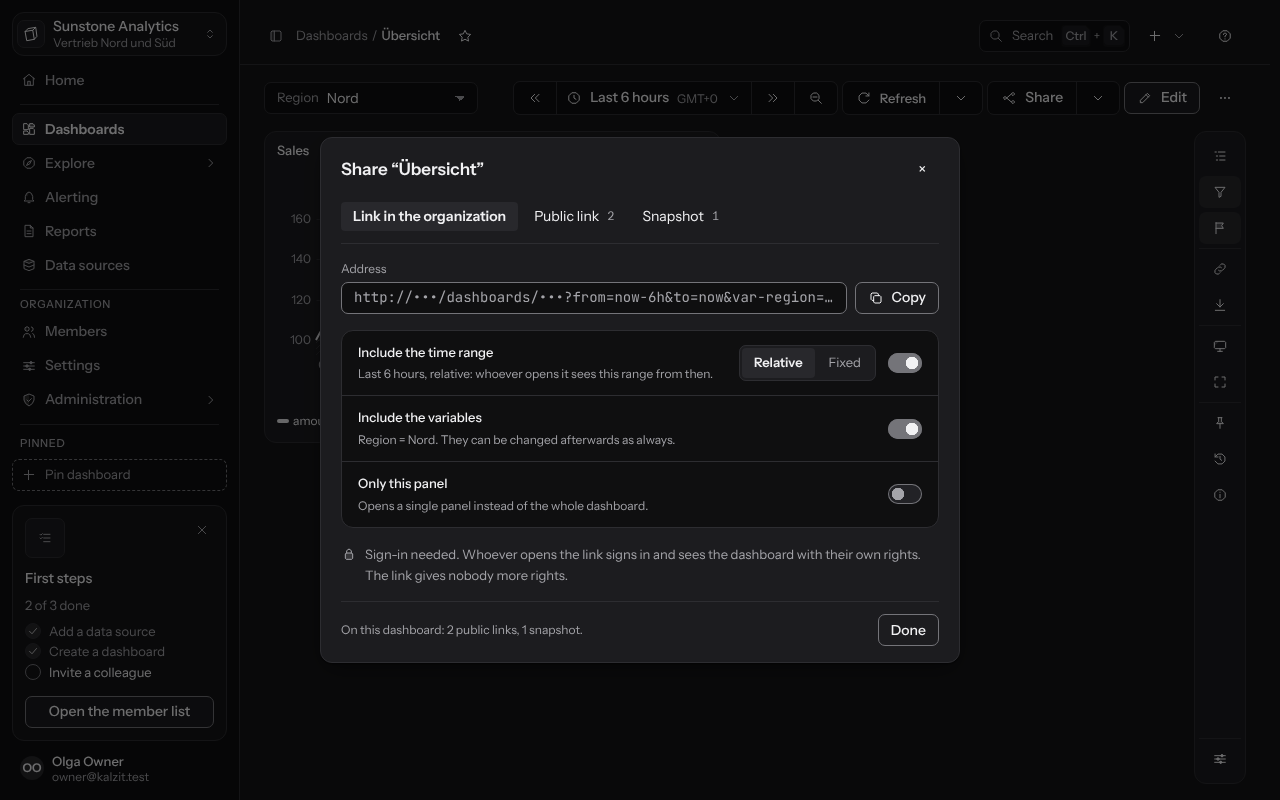 Sunstone Analytics
Vertrieb Nord und Süd
Home
Dashboards
Explore
Alerting
Reports
Data sources
ORGANIZATION
Members
Settings
Administration
PINNED
Pin dashboard
First steps
2 of 3 done
Add a data source
Create a dashboard
Invite a colleague
Open the member list
OO
Olga Owner
owner@kalzit.test
Dashboards / Übersicht
Search Ctrl + K
Region Nord
Last 6 hours GMT+0
Refresh
Share
Edit
Sales
160
140
120
100
Share “Übersicht”
Link in the organization
Public link 2
Snapshot 1
Address
http://•••/dashboards/•••?from=now-6h&to=now&var-region=…
Copy
Include the time range
Last 6 hours, relative: whoever opens it sees this range from then.
Relative
Fixed
Include the variables
Region = Nord. They can be changed afterwards as always.
Only this panel
Opens a single panel instead of the whole dashboard.
Sign-in needed. Whoever opens the link signs in and sees the dashboard with their own rights.
The link gives nobody more rights.
On this dashboard: 2 public links, 1 snapshot.
Done